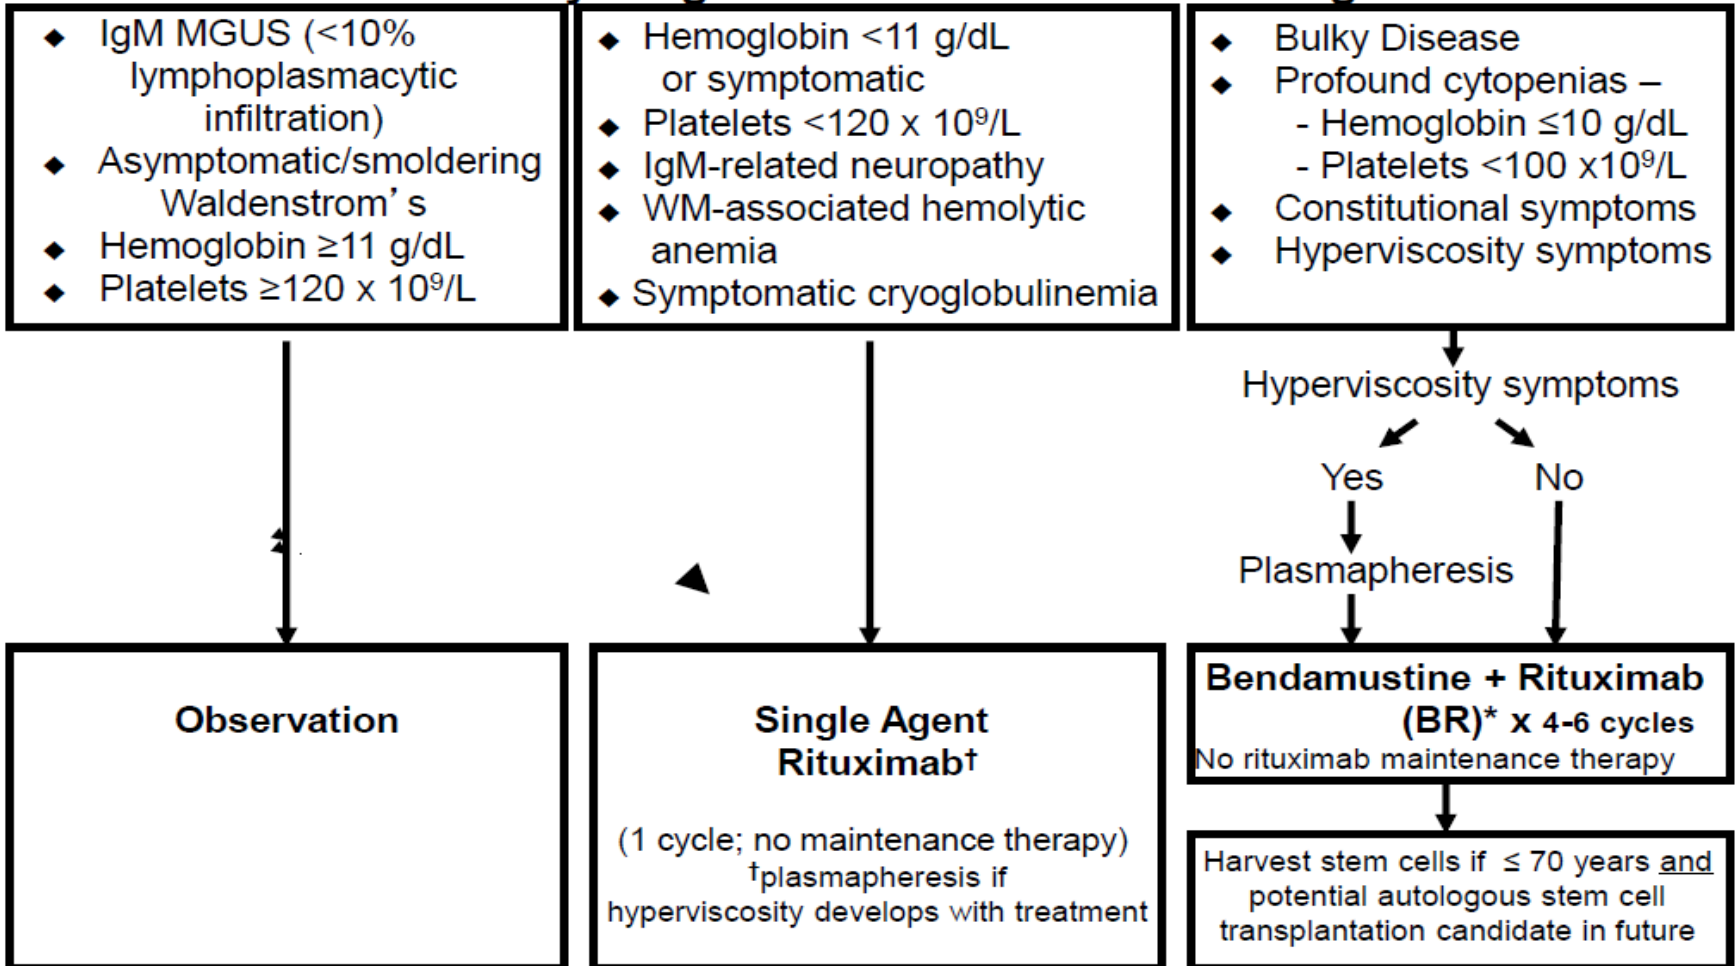 ◆ IgM MGUS (<10%
lymphoplasmacytic
infiltration)
◆ Asymptomatic/smoldering
Waldenstrom’ s
◆ Hemoglobin ≥11 g/dL
◆ Platelets ≥120 x 10⁹/L
◆ Hemoglobin <11 g/dL
or symptomatic
◆ Platelets <120 x 10⁹/L
◆ IgM-related neuropathy
◆ WM-associated hemolytic
anemia
◆ Symptomatic cryoglobulinemia
◆ Bulky Disease
◆ Profound cytopenias –
- Hemoglobin ≤10 g/dL
- Platelets <100 x10⁹/L
◆ Constitutional symptoms
◆ Hyperviscosity symptoms
Hyperviscosity symptoms
Yes No
Plasmapheresis
Observation
Single Agent
Rituximab†
(1 cycle; no maintenance therapy)
†plasmapheresis if
hyperviscosity develops with treatment
Bendamustine + Rituximab
(BR)* x 4-6 cycles
No rituximab maintenance therapy
Harvest stem cells if ≤ 70 years and
potential autologous stem cell
transplantation candidate in future